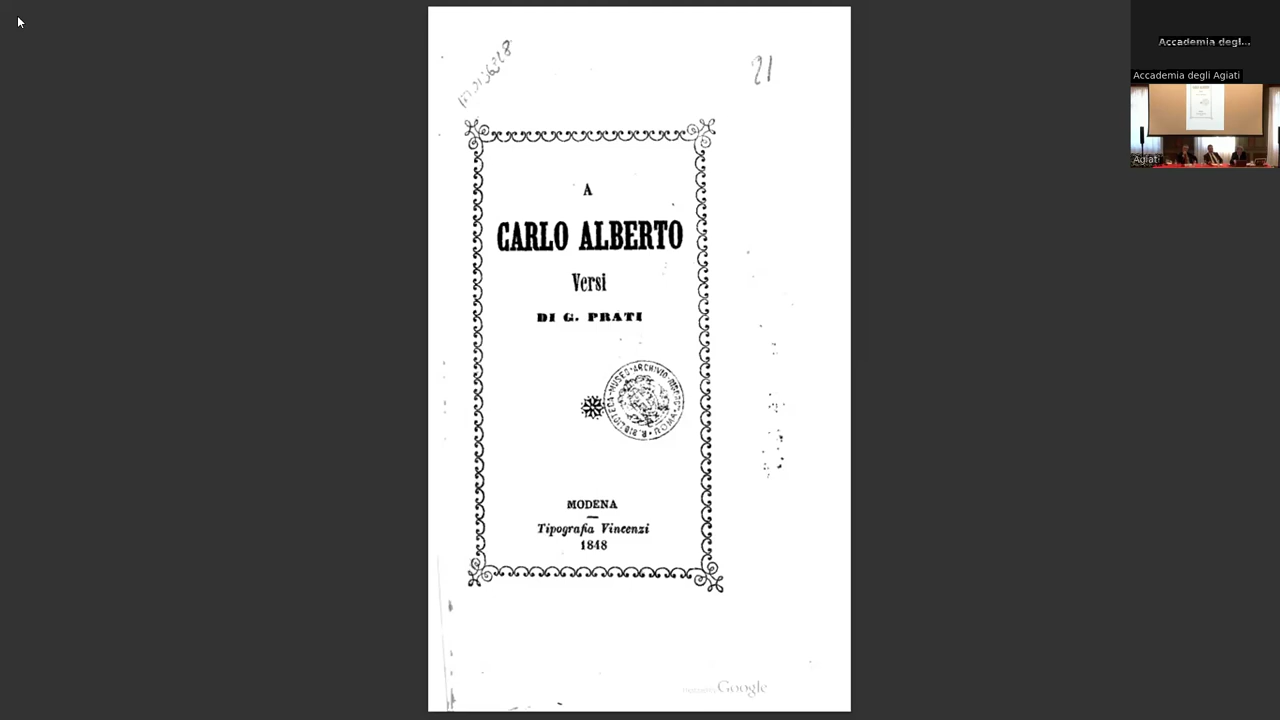 21
A
CARLO ALBERTO
Versi
DI G. PRATI
MODENA
Tipografia Vincenzi
1848
Google
Accademia degl...
Accademia degli Agiati
Agiati